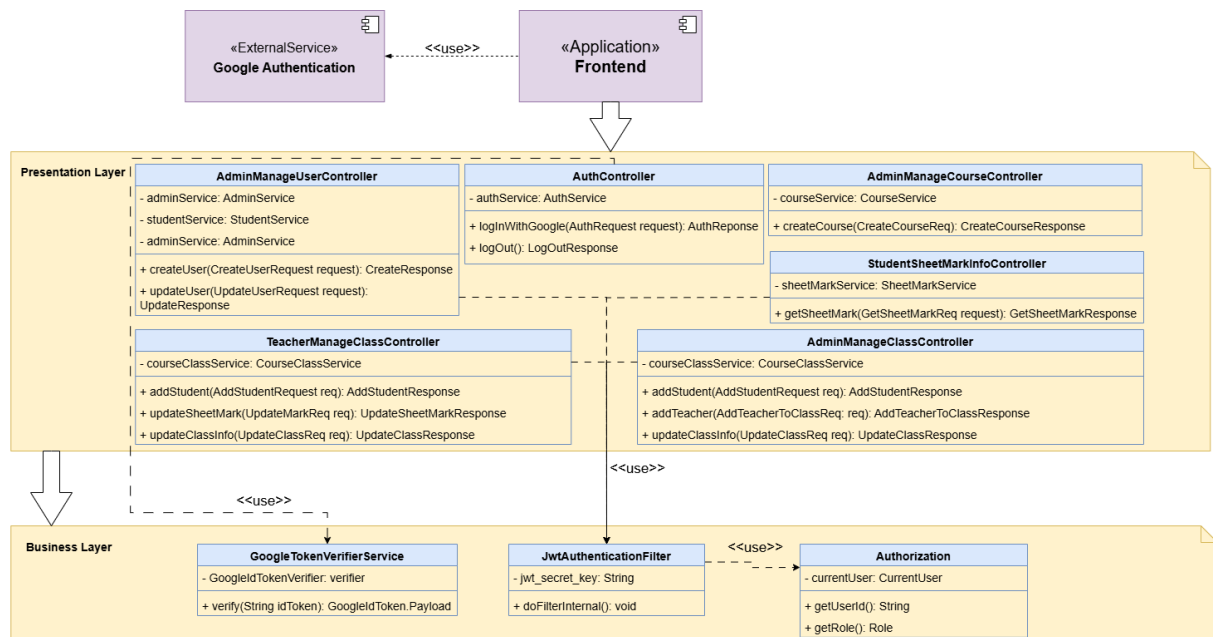 «ExternalService»
Google Authentication
<<use>>
«Application»
Frontend
Presentation Layer
AdminManageUserController
- adminService: AdminService
- studentService: StudentService
- adminService: AdminService
+ createUser(CreateUserRequest request): CreateResponse
+ updateUser(UpdateUserRequest request):
UpdateResponse
AuthController
- authService: AuthService
+ logInWithGoogle(AuthRequest request): AuthReponse
+ logOut(): LogOutResponse
AdminManageCourseController
- courseService: CourseService
+ createCourse(CreateCourseReq): CreateCourseResponse
StudentSheetMarkInfoController
- sheetMarkService: SheetMarkService
+ getSheetMark(GetSheetMarkReq request): GetSheetMarkResponse
TeacherManageClassController
- courseClassService: CourseClassService
+ addStudent(AddStudentRequest req): AddStudentResponse
+ updateSheetMark(UpdateMarkReq req): UpdateSheetMarkResponse
+ updateClassInfo(UpdateClassReq req): UpdateClassResponse
AdminManageClassController
- courseClassService: CourseClassService
+ addStudent(AddStudentRequest req): AddStudentResponse
+ addTeacher(AddTeacherToClassReq: req): AddTeacherToClassResponse
+ updateClassInfo(UpdateClassReq req): UpdateClassResponse
<<use>>
<<use>>
Business Layer
GoogleTokenVerifierService
- GoogleIdTokenVerifier: verifier
+ verify(String idToken): GoogleIdToken.Payload
JwtAuthenticationFilter
- jwt_secret_key: String
+ doFilterInternal(): void
<<use>>
Authorization
- currentUser: CurrentUser
+ getUserId(): String
+ getRole(): Role